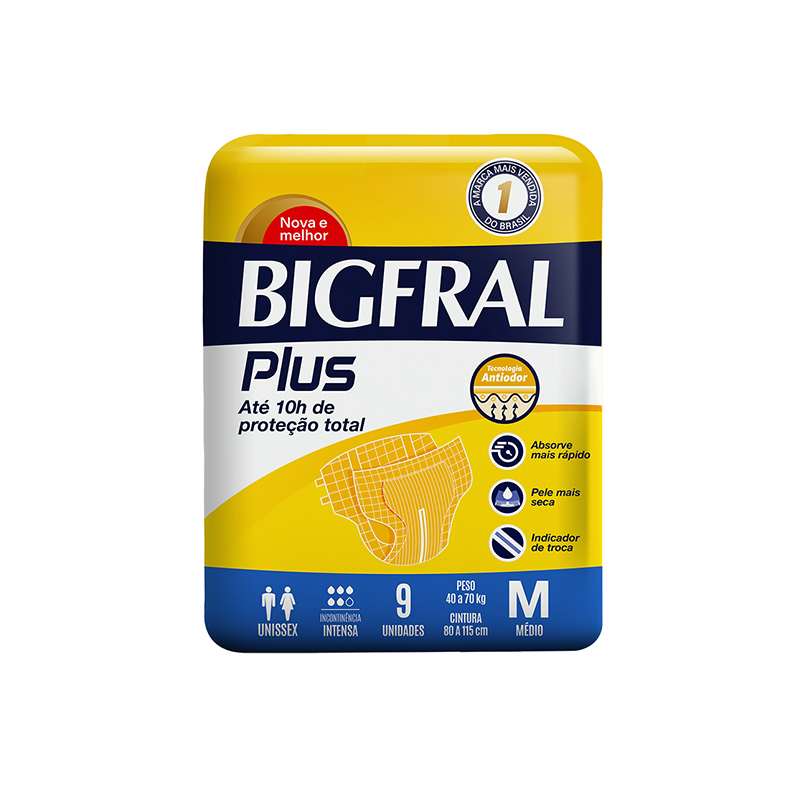 A MARCA MAIS VENDIDA
1
DO BRASIL
Nova e
melhor
BIGFRAL
Plus
Até 10h de
proteção total
Tecnologia
Antiodor
Absorve
mais rápido
Pele mais
seca
Indicador
de troca
UNISSEX
INCONTINÊNCIA
INTENSA
9
UNIDADES
PESO
40 a 70 kg
CINTURA
80 A 115 cm
M
MÉDIO